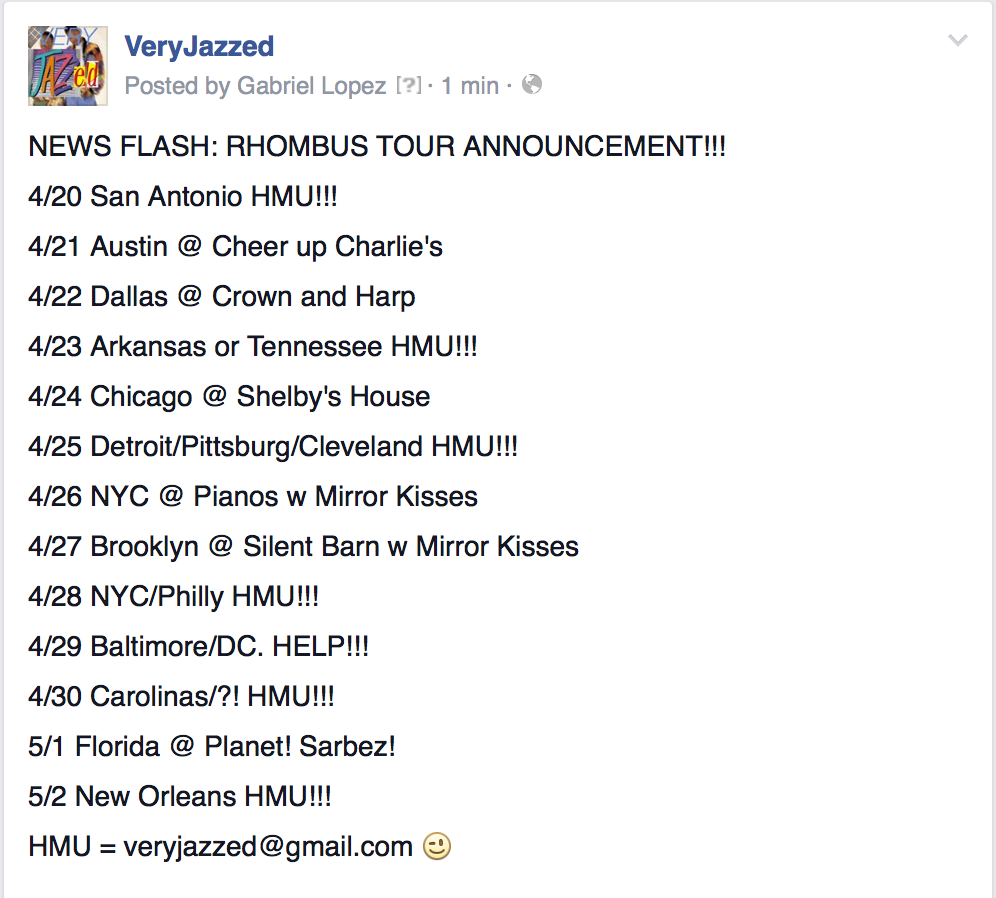 VERY
JAZzed
VeryJazzed
Posted by Gabriel Lopez [?] · 1 min ·
NEWS FLASH: RHOMBUS TOUR ANNOUNCEMENT!!!
4/20 San Antonio HMU!!!
4/21 Austin @ Cheer up Charlie's
4/22 Dallas @ Crown and Harp
4/23 Arkansas or Tennessee HMU!!!
4/24 Chicago @ Shelby's House
4/25 Detroit/Pittsburg/Cleveland HMU!!!
4/26 NYC @ Pianos w Mirror Kisses
4/27 Brooklyn @ Silent Barn w Mirror Kisses
4/28 NYC/Philly HMU!!!
4/29 Baltimore/DC. HELP!!!
4/30 Carolinas/?! HMU!!!
5/1 Florida @ Planet! Sarbez!
5/2 New Orleans HMU!!!
HMU = veryjazzed@gmail.com 😉